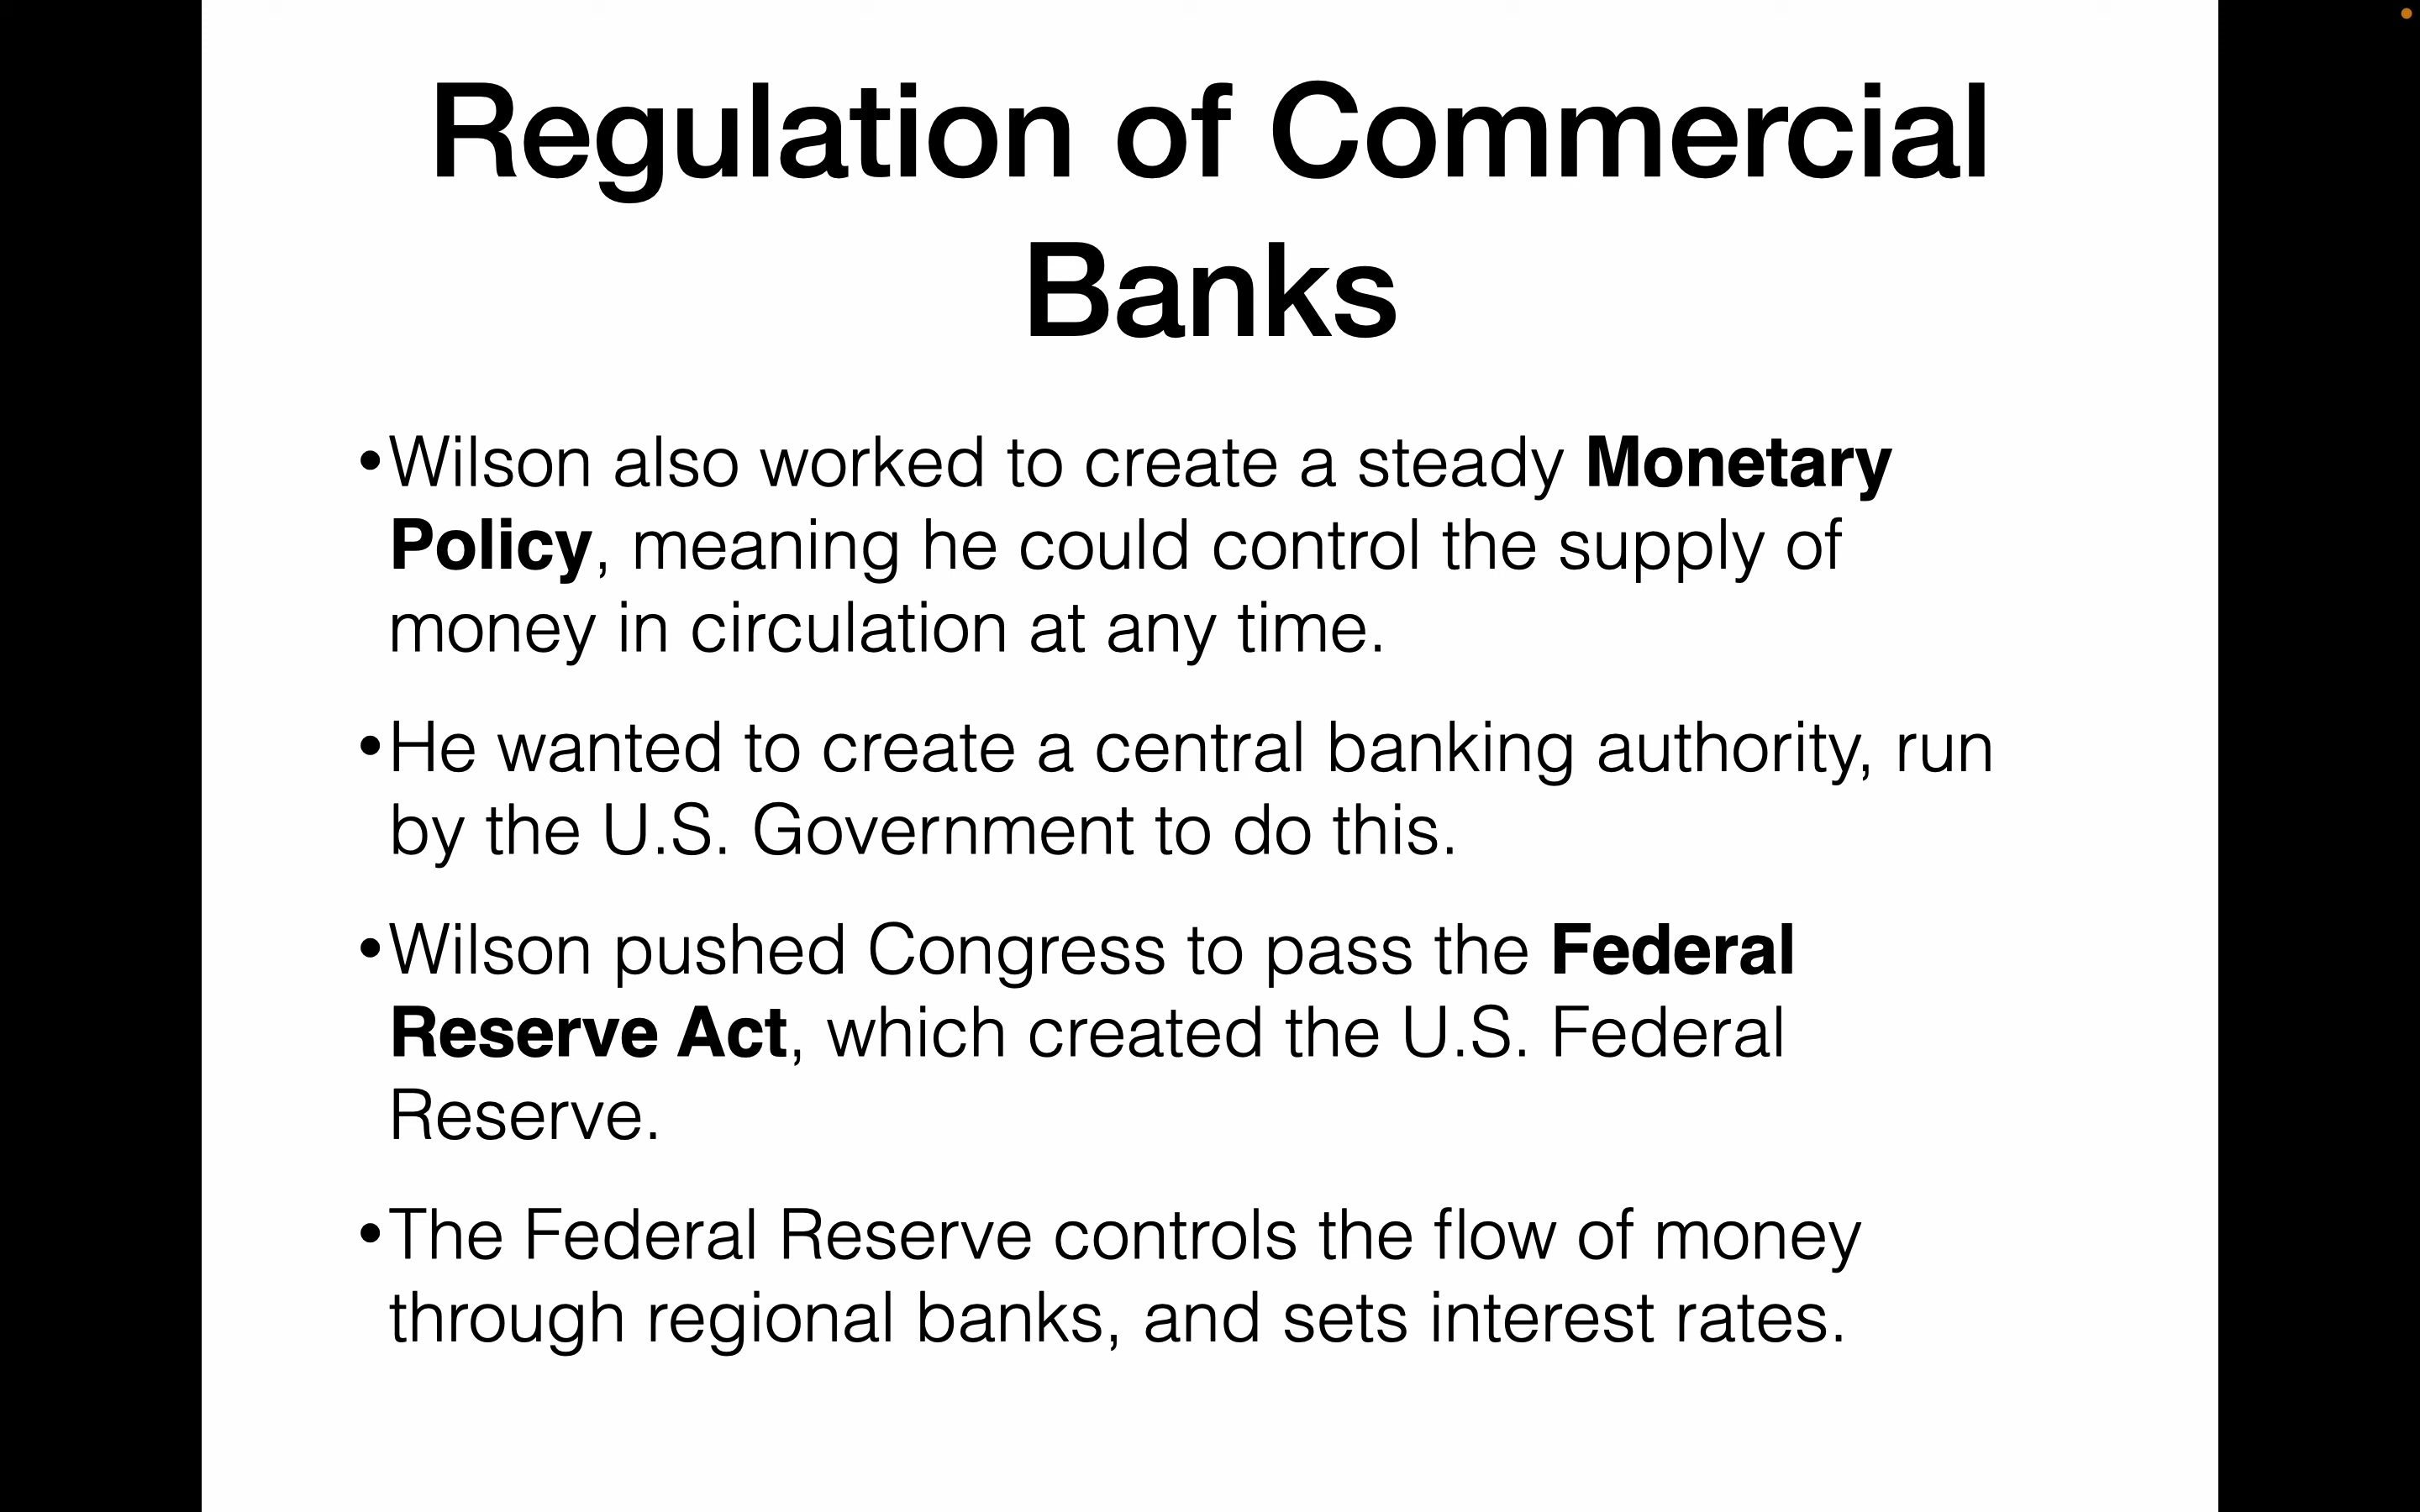 Regulation of Commercial
Banks
•Wilson also worked to create a steady Monetary
Policy, meaning he could control the supply of
money in circulation at any time.
•He wanted to create a central banking authority, run
by the U.S. Government to do this.
•Wilson pushed Congress to pass the Federal
Reserve Act, which created the U.S. Federal
Reserve.
•The Federal Reserve controls the flow of money
through regional banks, and sets interest rates.